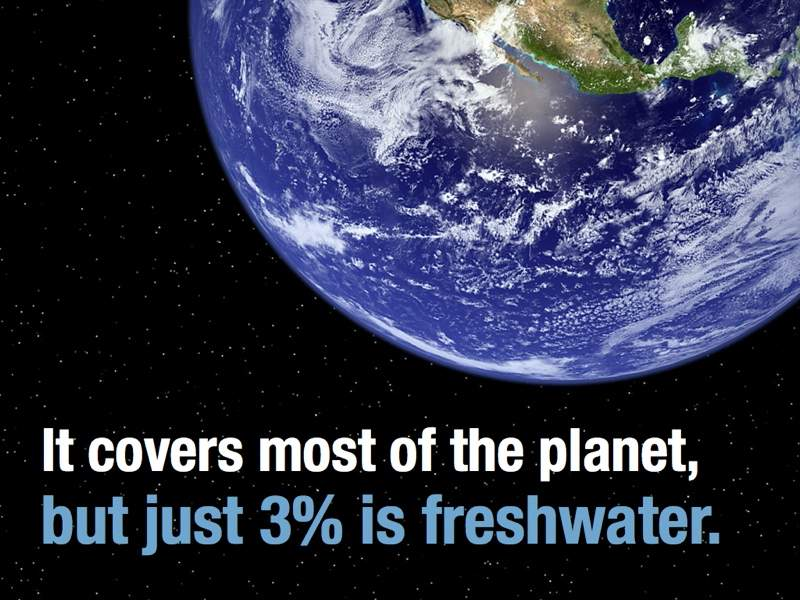 It covers most of the planet,
but just 3% is freshwater.